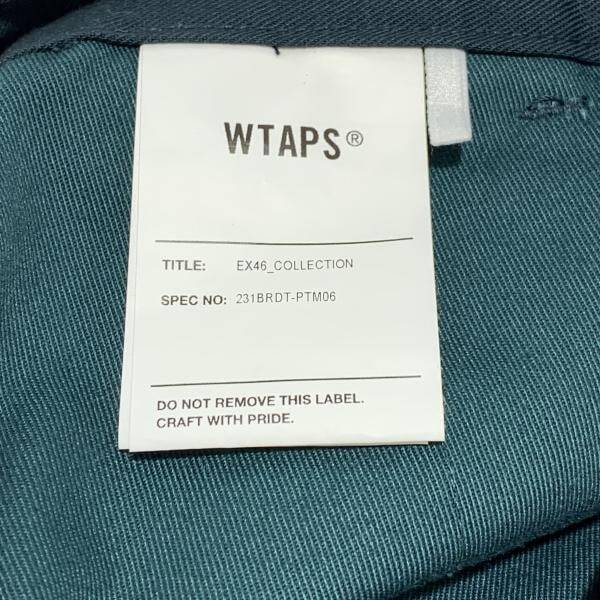 WTAPS®
TITLE: EX46_COLLECTION
SPEC NO: 231BRDT-PTM06
DO NOT REMOVE THIS LABEL.
CRAFT WITH PRIDE.